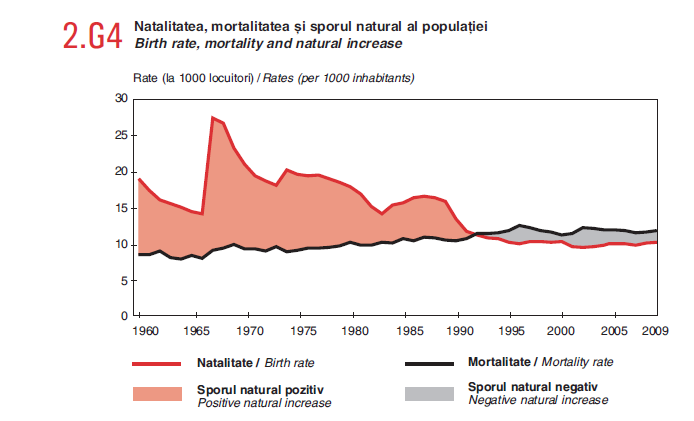 2.G4
Natalitatea, mortalitatea și sporul natural al populației
Birth rate, mortality and natural increase
Rate (la 1000 locuitori) / Rates (per 1000 inhabitants)
30
25
20
15
10
5
0
1960 1965 1970 1975 1980 1985 1990 1995 2000 2005 2009
Natalitate / Birth rate
Mortalitate / Mortality rate
Sporul natural pozitiv
Positive natural increase
Sporul natural negativ
Negative natural increase